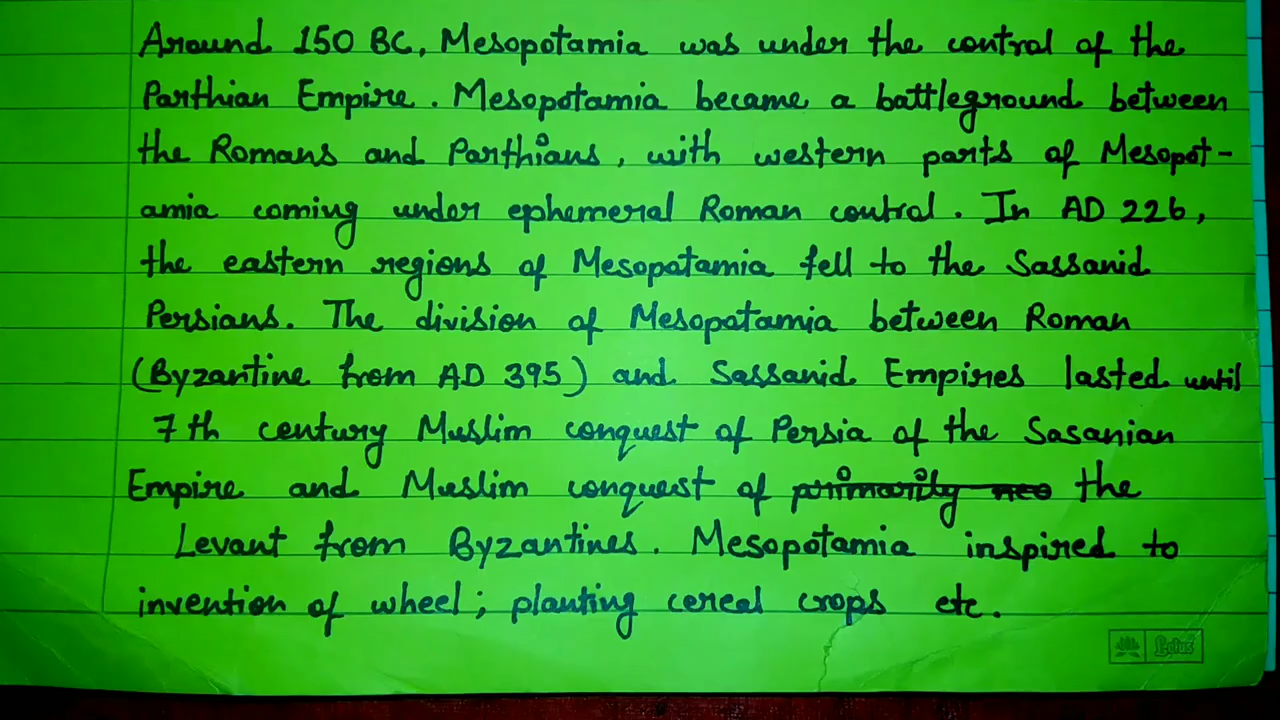 Around 150 BC, Mesopotamia was under the control of the
Parthian Empire. Mesopotamia became a battleground between
the Romans and Parthians, with western parts of Mesopot-
amia coming under ephemeral Roman control. In AD 226,
the eastern regions of Mesopotamia fell to the Sassanid
Persians. The division of Mesopotamia between Roman
(Byzantine from AD 395) and Sassanid Empires lasted until
7th century Muslim conquest of Persia of the Sasanian
Empire and Muslim conquest of the
Levant from Byzantines. Mesopotamia inspired to
invention of wheel; planting cereal crops etc.
Lotus